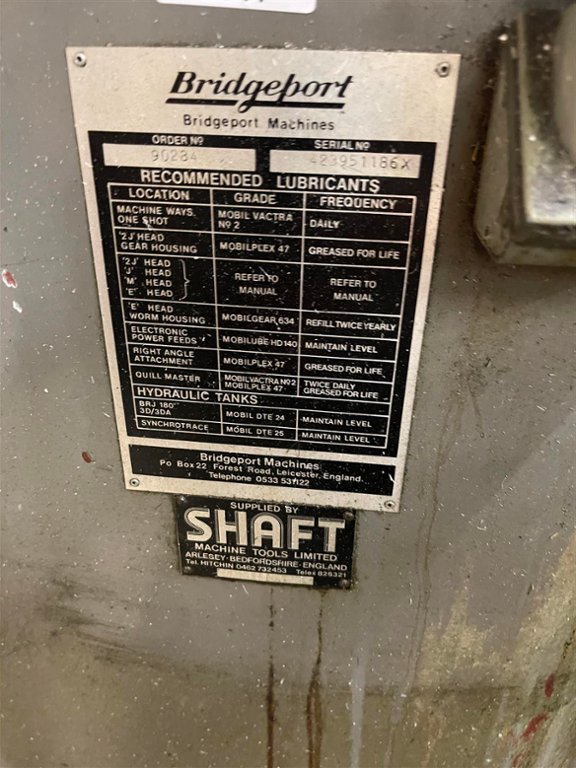 Bridgeport
Bridgeport Machines
ORDER Nº SERIAL Nº
90284 423951186X
RECOMMENDED LUBRICANTS
LOCATION GRADE FREQUENCY
MACHINE WAYS, ONE SHOT MOBIL VACTRA Nº 2 DAILY
'2J' HEAD GEAR HOUSING MOBILPLEX 47 GREASED FOR LIFE
'2J' HEAD
'J' HEAD
'M' HEAD
'E' HEAD
REFER TO MANUAL REFER TO MANUAL
'E' HEAD WORM HOUSING MOBILGEAR 634 REFILL TWICE YEARLY
ELECTRONIC POWER FEEDS MOBILUBE HD140 MAINTAIN LEVEL
RIGHT ANGLE ATTACHMENT MOBILPLEX 47 GREASED FOR LIFE
QUILL MASTER MOBILVACTRA Nº 2 MOBILPLEX 47 TWICE DAILY GREASED FOR LIFE
HYDRAULIC TANKS
BRJ 180" 3D/3DA MOBIL DTE 24 MAINTAIN LEVEL
SYNCHROTRACE MOBIL DTE 25 MAINTAIN LEVEL
Bridgeport Machines
Po Box 22 Forest Road, Leicester, England.
Telephone 0533 531122
SUPPLIED BY
SHAFT
MACHINE TOOLS LIMITED
ARLESEY · BEDFORDSHIRE · ENGLAND
Tel. HITCHIN 0462 732453 Telex 826321